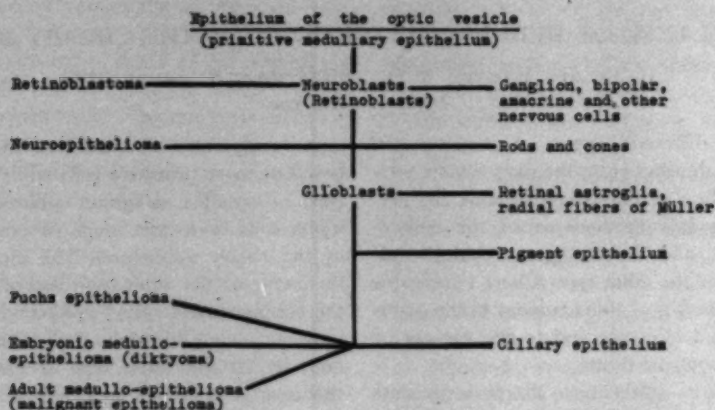 Epithelium of the optic vesicle
(primitive medullary epithelium)
Retinoblastoma
Neuroblasts
(Retinoblasts)
Ganglion, bipolar,
amacrine and other
nervous cells
Neuroepithelioma
Rods and cones
Glioblasts
Retinal astroglia,
radial fibers of Müller
Pigment epithelium
Fuchs epithelioma
Embryonic medullo-
epithelioma (diktyoma)
Ciliary epithelium
Adult medullo-epithelioma
(malignant epithelioma)